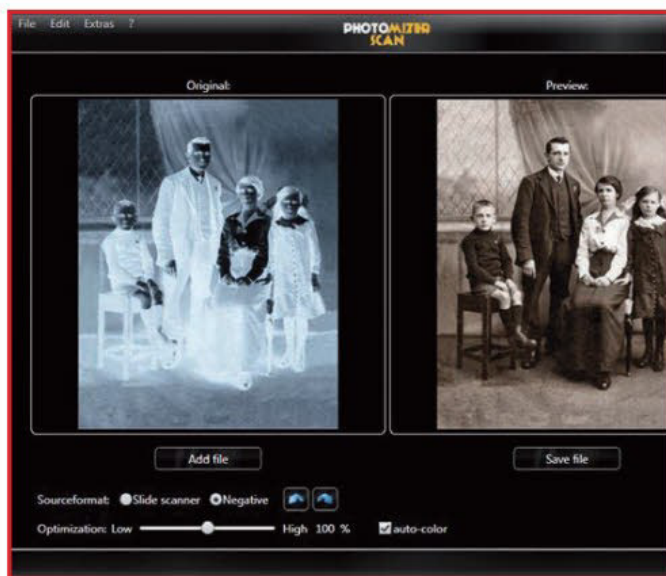 File Edit Extras ?
PHOTOMIZER
SCAN
Original:
Preview:
Add file
Save file
Sourceformat: Slide scanner Negative
Optimization: Low High 100 % auto-color